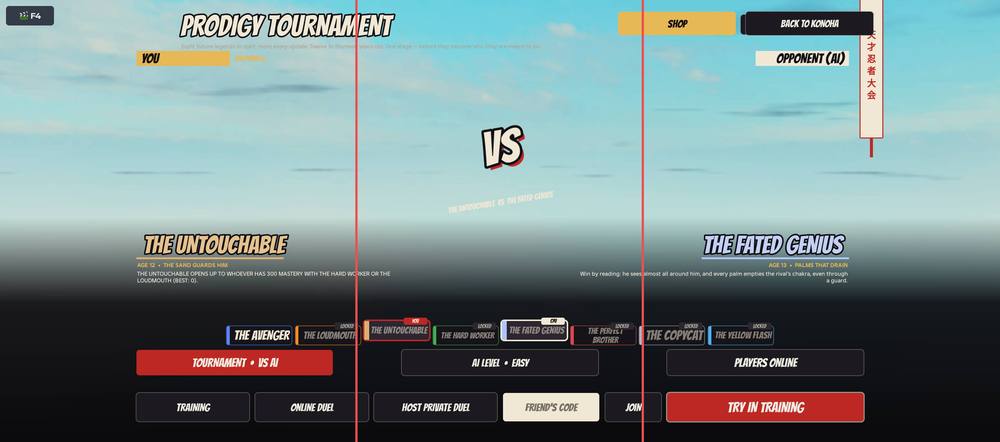 F4
PRODIGY TOURNAMENT
SHOP
BACK TO KONOHA
YOU
OPPONENT (AI)
天才忍者大会
VS
THE UNTOUCHABLE VS THE FATED GENIUS
THE UNTOUCHABLE
AGE 12 • THE SAND GUARDS HIM
THE UNTOUCHABLE OPENS UP TO WHOEVER HAS 300 MASTERY WITH THE HARD WORKER OR THE
LOUDMOUTH (BEST: 0).
THE FATED GENIUS
AGE 13 • PALMS THAT DRAIN
Win by reading: he sees almost all around him, and every palm empties the rival's chakra, even through
a guard.
THE AVENGER
LOCKED
THE LOUDMOUTH
YOU
THE UNTOUCHABLE
LOCKED
THE HARD WORKER
CPU
THE FATED GENIUS
LOCKED
THE PERFECT
BROTHER
LOCKED
THE COPYCAT
LOCKED
THE YELLOW FLASH
TOURNAMENT • VS AI
AI LEVEL • EASY
PLAYERS ONLINE
TRAINING
ONLINE DUEL
HOST PRIVATE DUEL
FRIEND'S CODE
JOIN
TRY IN TRAINING